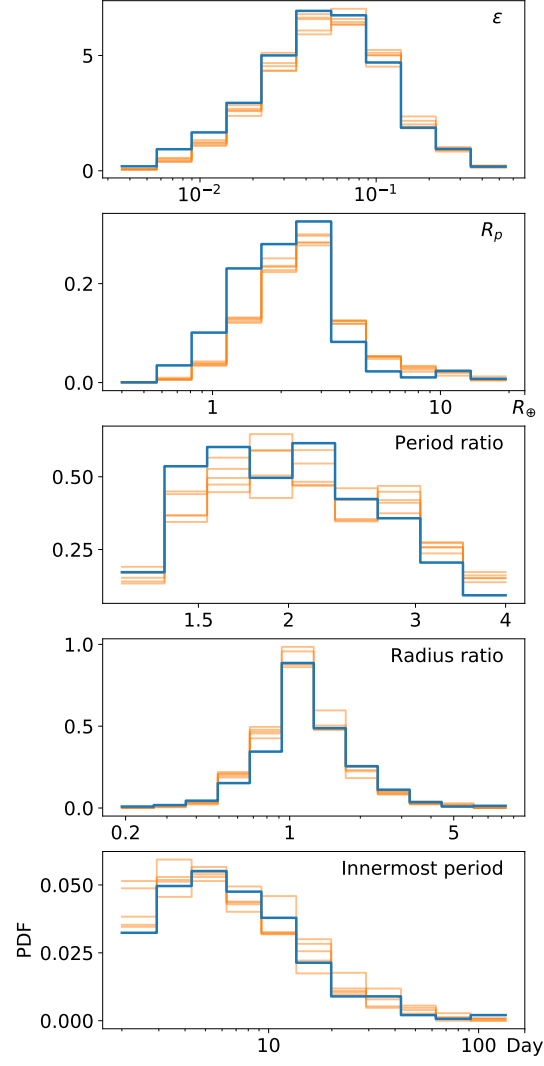 ε
5
0
10⁻² 10⁻¹
R_p
0.2
0.0
1 10 R_⊕
Period ratio
0.50
0.25
1.5 2 3 4
1.0
Radius ratio
0.5
0.0
0.2 1 5
Innermost period
0.050
0.025
0.000
PDF
10 100 Day